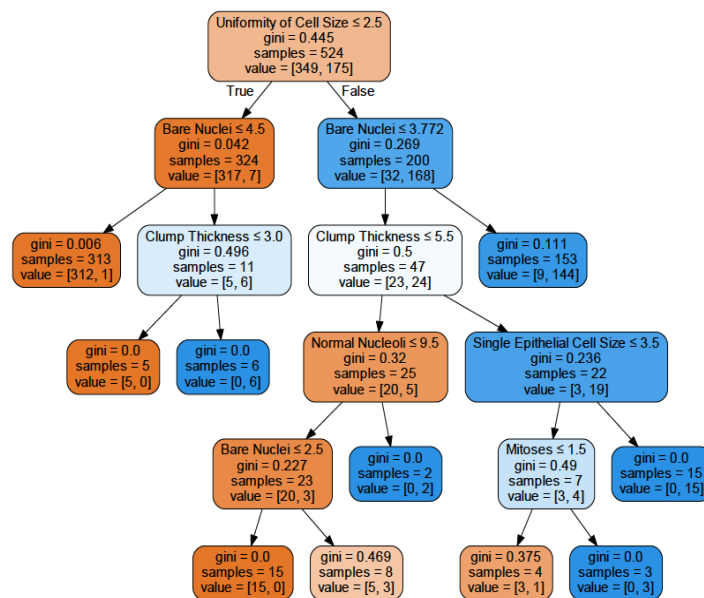 Uniformity of Cell Size ≤ 2.5
gini = 0.445
samples = 524
value = [349, 175]
True
False
Bare Nuclei ≤ 4.5
gini = 0.042
samples = 324
value = [317, 7]
Bare Nuclei ≤ 3.772
gini = 0.269
samples = 200
value = [32, 168]
gini = 0.006
samples = 313
value = [312, 1]
Clump Thickness ≤ 3.0
gini = 0.496
samples = 11
value = [5, 6]
Clump Thickness ≤ 5.5
gini = 0.5
samples = 47
value = [23, 24]
gini = 0.111
samples = 153
value = [9, 144]
gini = 0.0
samples = 5
value = [5, 0]
gini = 0.0
samples = 6
value = [0, 6]
Normal Nucleoli ≤ 9.5
gini = 0.32
samples = 25
value = [20, 5]
Single Epithelial Cell Size ≤ 3.5
gini = 0.236
samples = 22
value = [3, 19]
Bare Nuclei ≤ 2.5
gini = 0.227
samples = 23
value = [20, 3]
gini = 0.0
samples = 2
value = [0, 2]
Mitoses ≤ 1.5
gini = 0.49
samples = 7
value = [3, 4]
gini = 0.0
samples = 15
value = [0, 15]
gini = 0.0
samples = 15
value = [15, 0]
gini = 0.469
samples = 8
value = [5, 3]
gini = 0.375
samples = 4
value = [3, 1]
gini = 0.0
samples = 3
value = [0, 3]